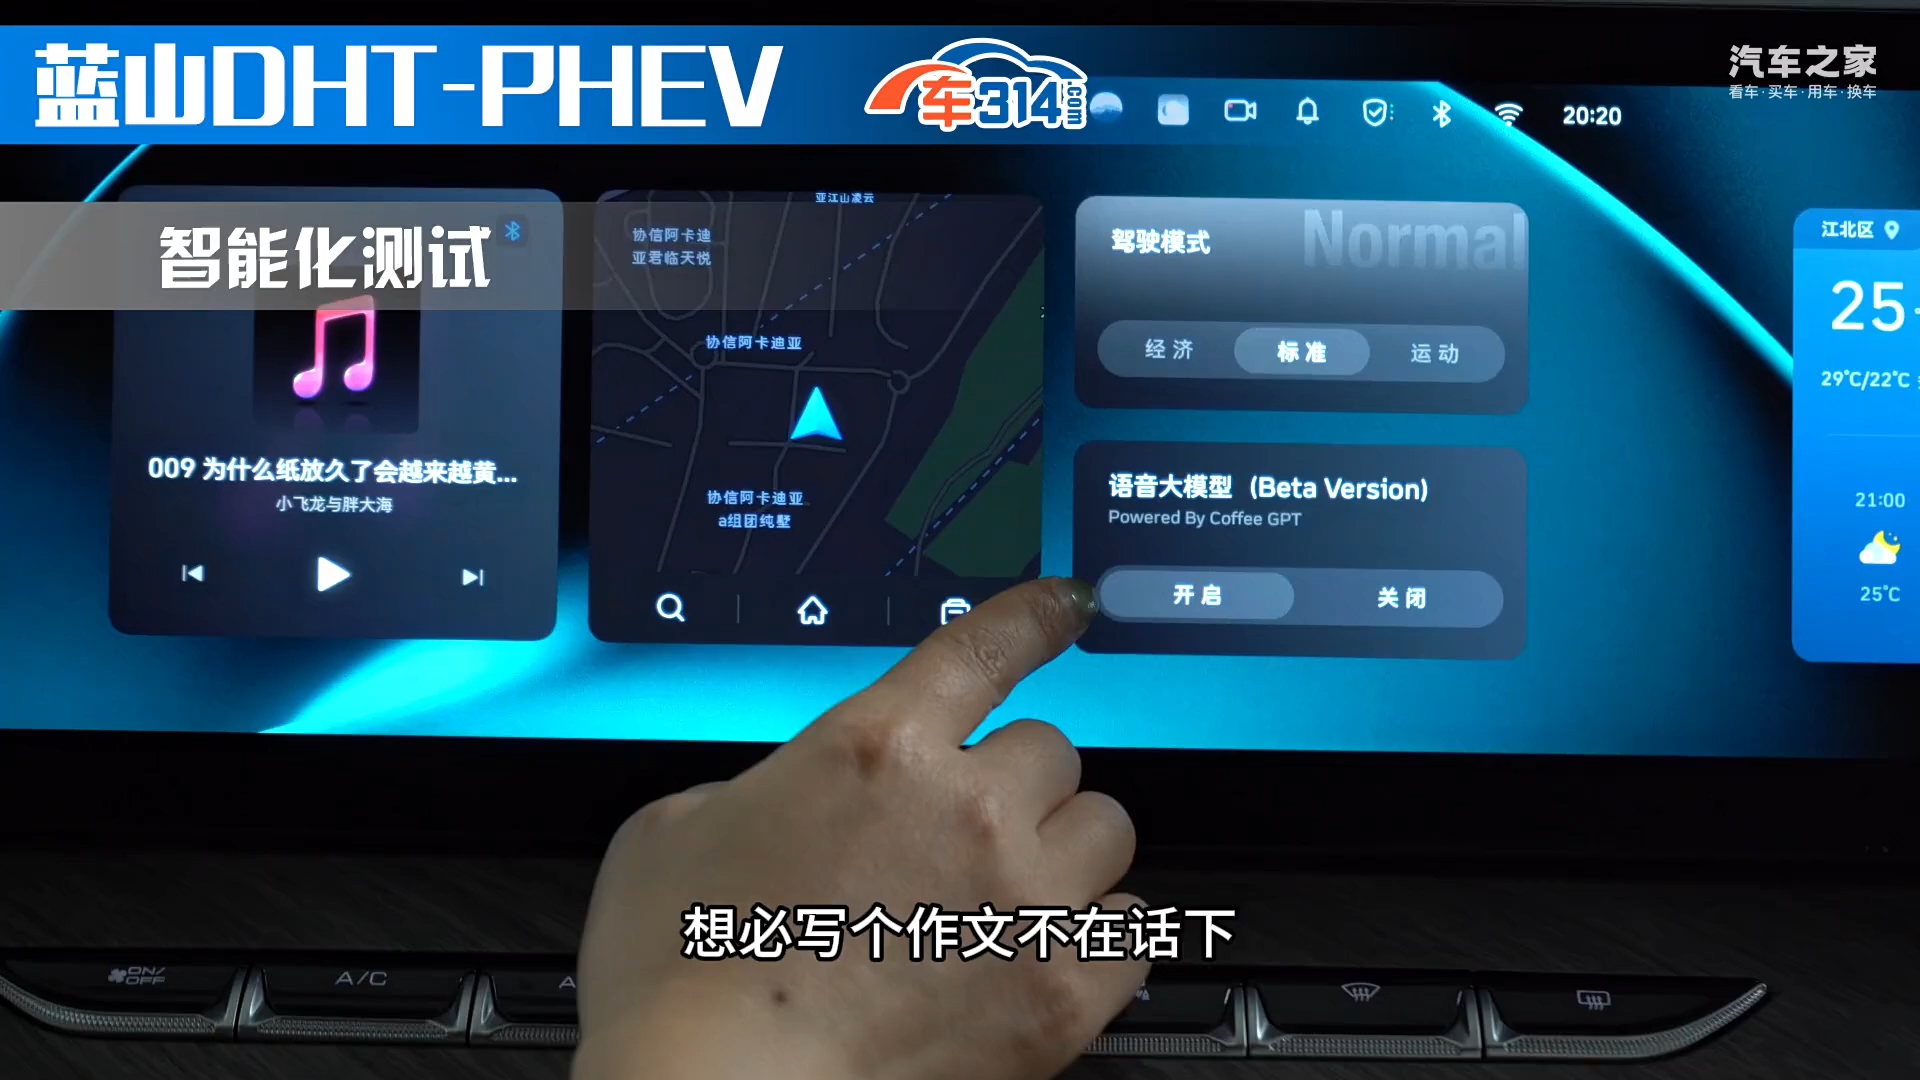 蓝山DHT-PHEV
车314.com
汽车之家
看车·买车·用车·换车
20:20
智能化测试
009 为什么纸放久了会越来越黄...
小飞龙与胖大海
亚江山凌云
协信阿卡迪
亚君临天悦
协信阿卡迪亚
协信阿卡迪亚
a组团纯墅
驾驶模式
Normal
经济
标准
运动
语音大模型（Beta Version)
Powered By Coffee GPT
开启
关闭
江北区
25
29°C/22°C
21:00
25°C
想必写个作文不在话下
ON/
OFF
A/C
A